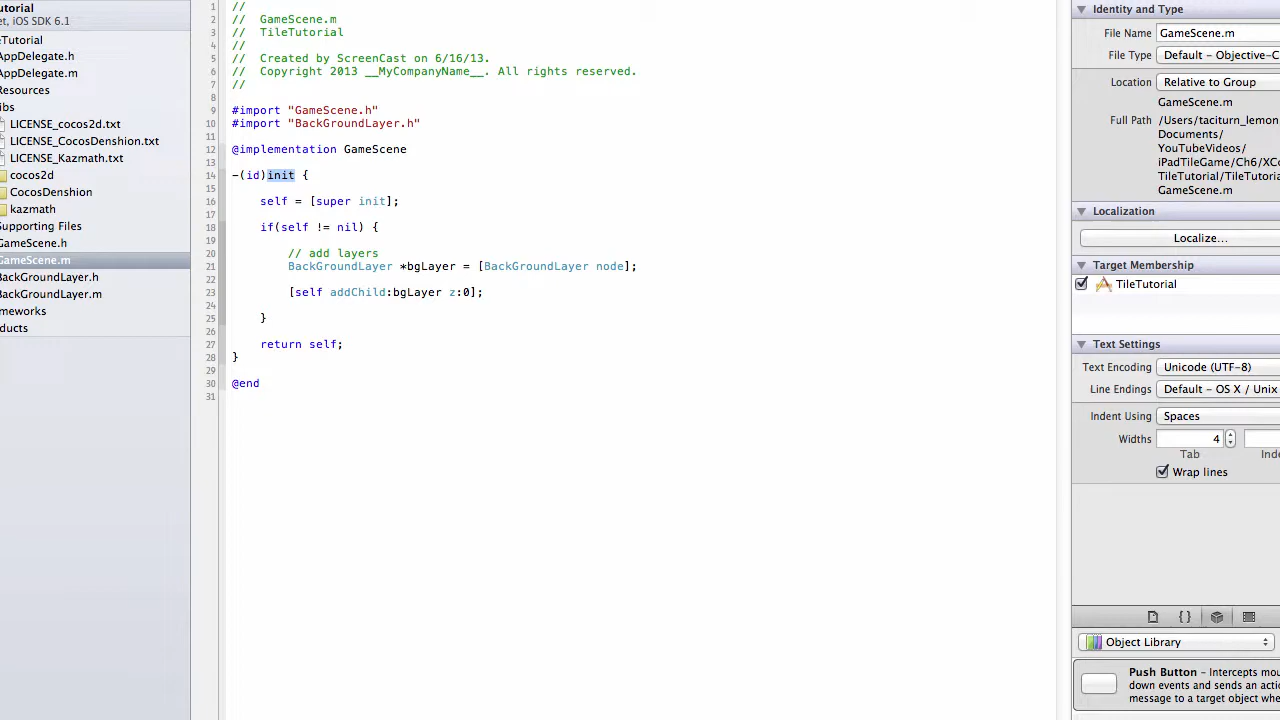 utorial
et, iOS SDK 6.1
eTutorial
AppDelegate.h
AppDelegate.m
Resources
ibs
LICENSE_cocos2d.txt
LICENSE_CocosDenshion.txt
LICENSE_Kazmath.txt
cocos2d
CocosDenshion
kazmath
Supporting Files
GameScene.h
GameScene.m
BackGroundLayer.h
BackGroundLayer.m
meworks
ducts
1 //
2 // GameScene.m
3 // TileTutorial
4 //
5 // Created by ScreenCast on 6/16/13.
6 // Copyright 2013 __MyCompanyName__. All rights reserved.
7 //
8
9 #import "GameScene.h"
10 #import "BackGroundLayer.h"
11
12 @implementation GameScene
13
14 -(id)init {
15
16 self = [super init];
17
18 if(self != nil) {
19
20 // add layers
21 BackGroundLayer *bgLayer = [BackGroundLayer node];
22
23 [self addChild:bgLayer z:0];
24
25 }
26
27 return self;
28 }
29
30 @end
31
Identity and Type
File Name GameScene.m
File Type Default - Objective-C
Location Relative to Group
GameScene.m
Full Path /Users/taciturn_lemon
Documents/
YouTubeVideos/
iPadTileGame/Ch6/XCo
TileTutorial/TileTutoria
GameScene.m
Localization
Localize...
Target Membership
TileTutorial
Text Settings
Text Encoding Unicode (UTF-8)
Line Endings Default - OS X / Unix
Indent Using Spaces
Widths 4
Tab Inde
Wrap lines
{ }
Object Library
Push Button - Intercepts mou
down events and sends an actio
message to a target object whe